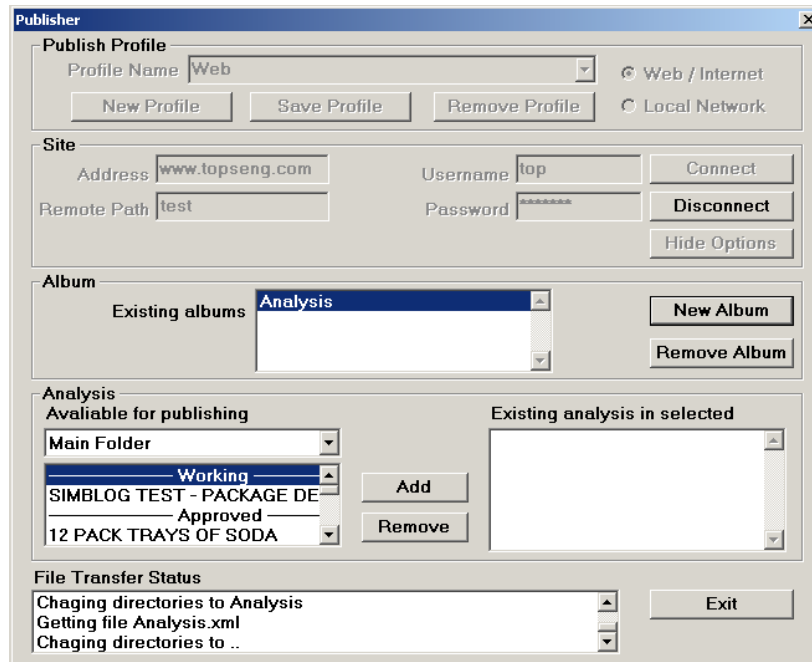 Publisher
Publish Profile
Profile Name Web
Web / Internet
New Profile Save Profile Remove Profile
Local Network
Site
Address www.topseng.com Username top Connect
Remote Path test Password ******* Disconnect
Hide Options
Album
Existing albums Analysis New Album
Remove Album
Analysis
Avaliable for publishing Existing analysis in selected
Main Folder
Working
SIMBLOG TEST - PACKAGE DE
Approved
12 PACK TRAYS OF SODA
Add
Remove
File Transfer Status
Chaging directories to Analysis
Getting file Analysis.xml
Chaging directories to ..
Exit